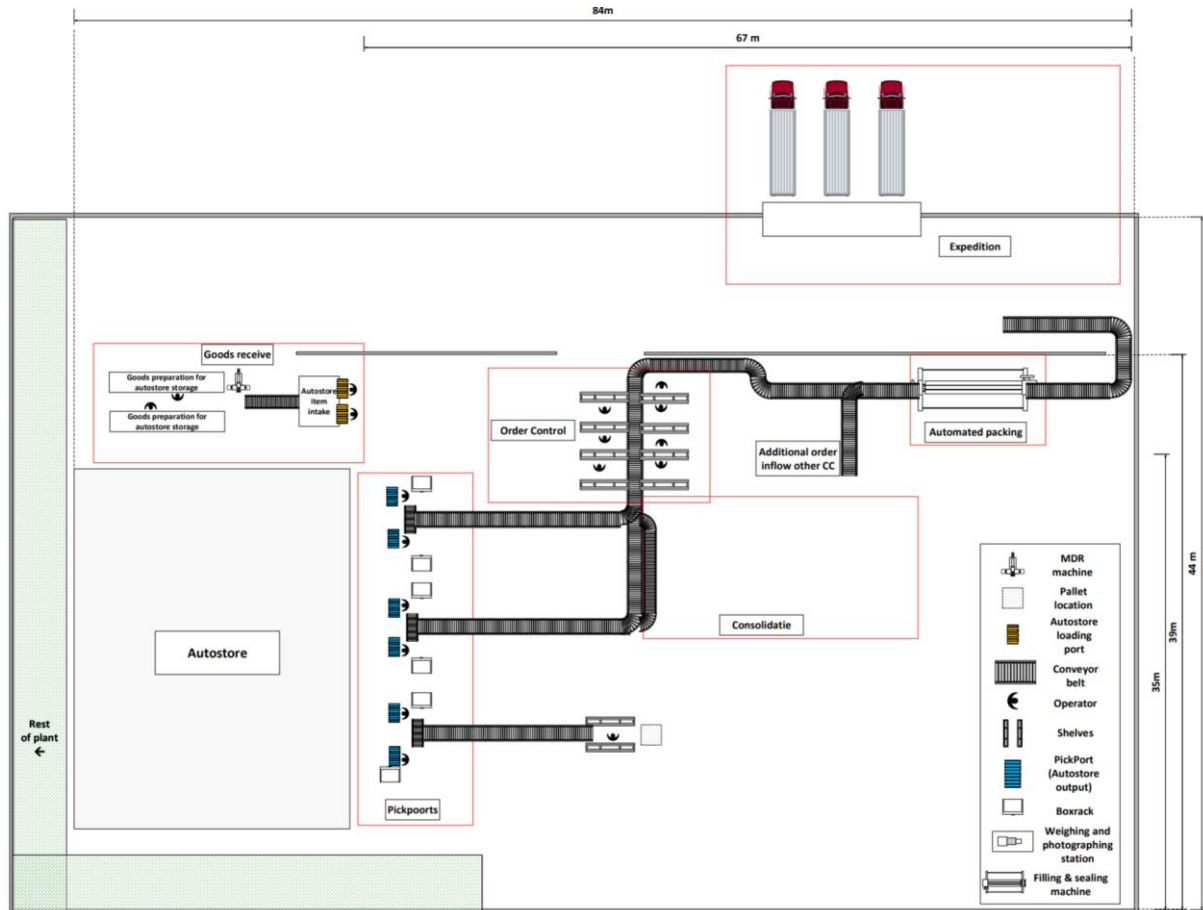 84m
67 m
Expedition
Goods receive
Goods preparation for
autostore storage
Goods preparation for
autostore storage
Autostore
item
intake
Order Control
Additional order
inflow other CC
Automated packing
Consolidatie
Autostore
Pickpoorts
Rest
of plant
←
35m
39m
44 m
MDR
machine
Pallet
location
Autostore
loading
port
Conveyor
belt
Operator
Shelves
PickPort
(Autostore
output)
Boxrack
Weighing and
photographing
station
Filling & sealing
machine